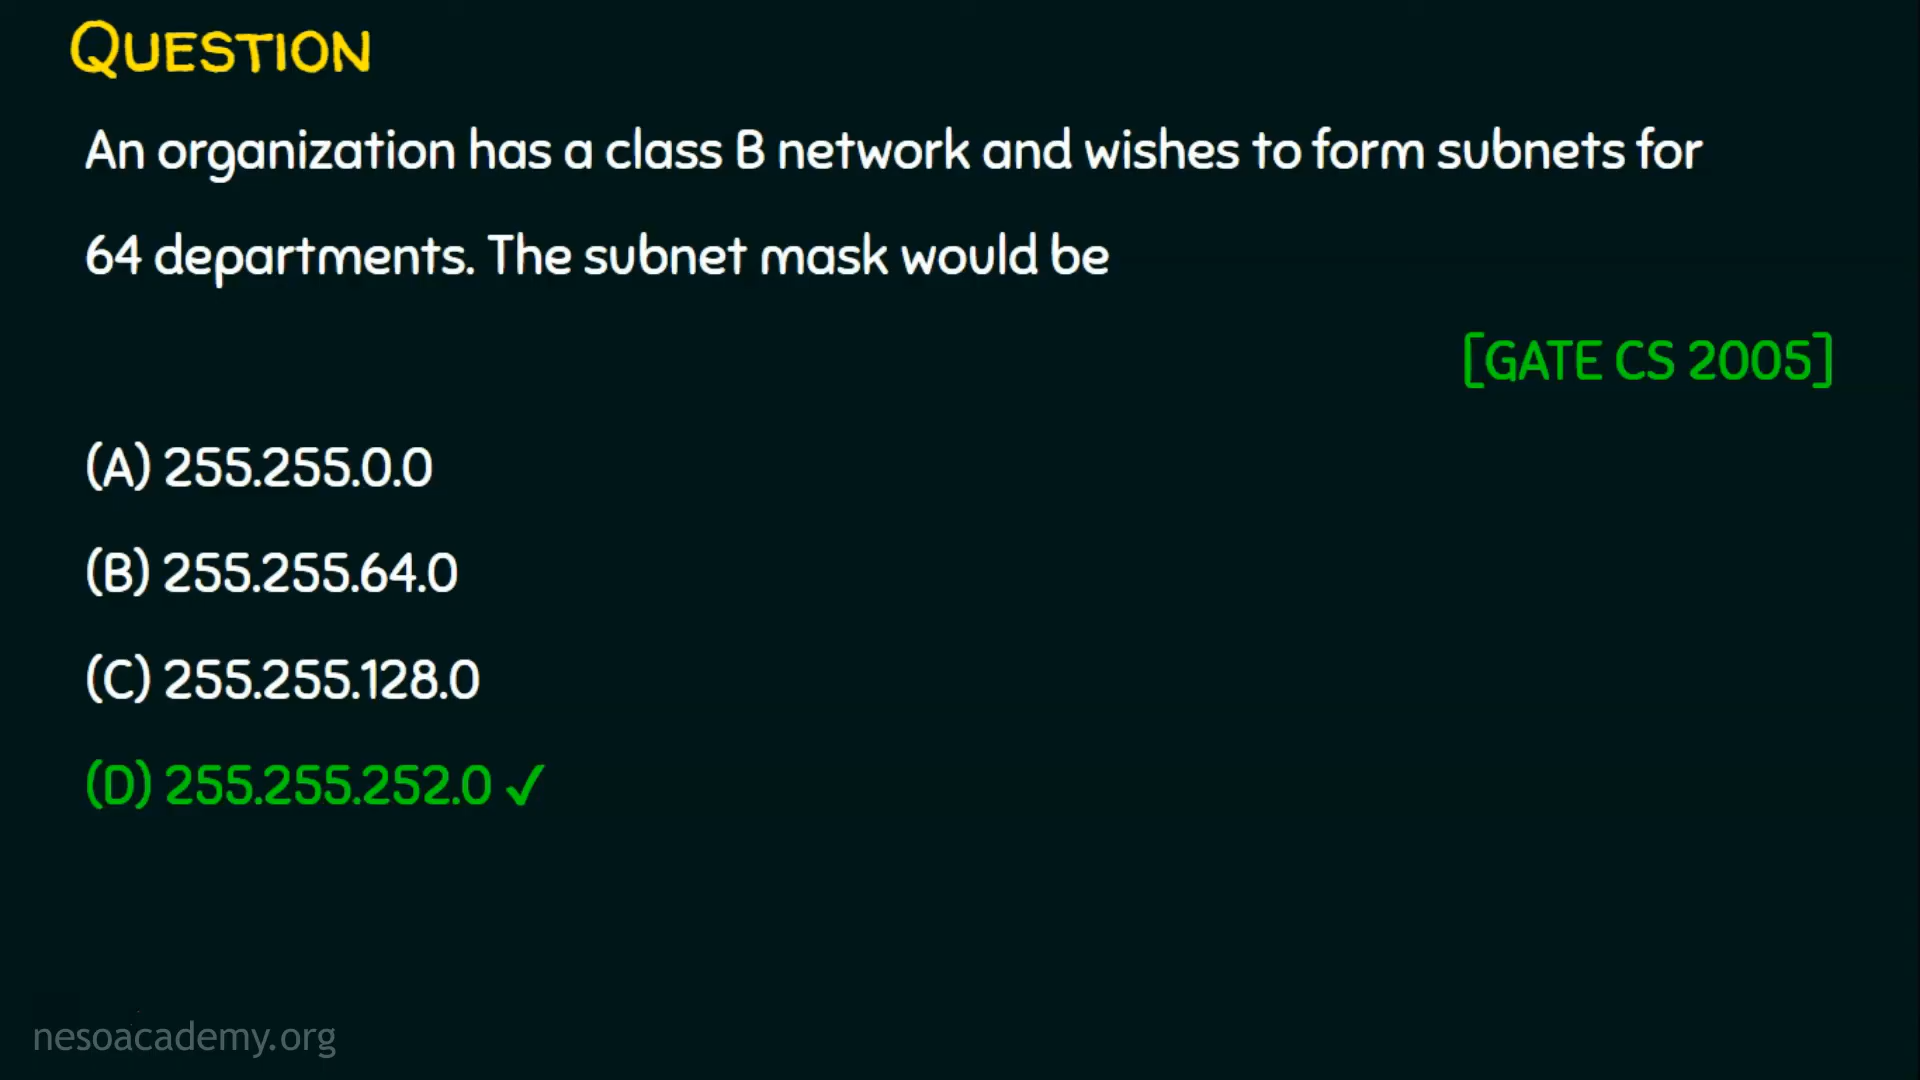 QUESTION
An organization has a class B network and wishes to form subnets for
64 departments. The subnet mask would be
[GATE CS 2005]
(A) 255.255.0.0
(B) 255.255.64.0
(C) 255.255.128.0
(D) 255.255.252.0 ✓
nesoacademy.org